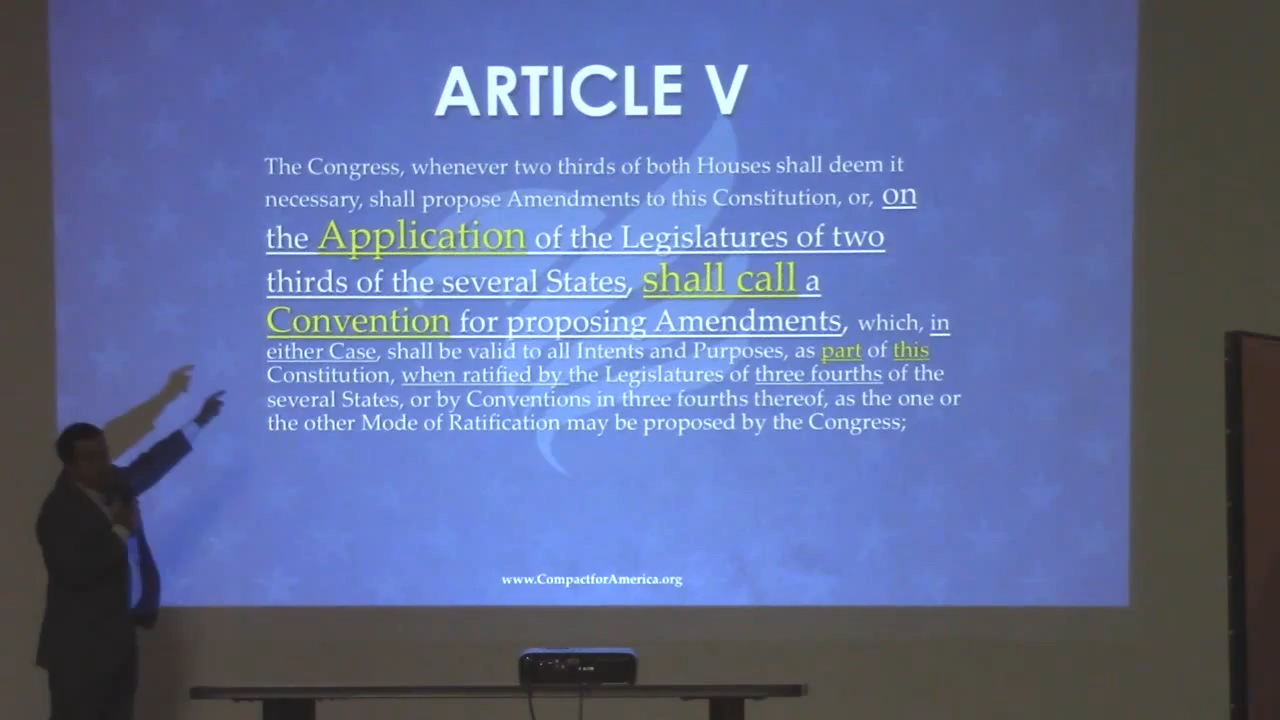 ARTICLE V
The Congress, whenever two thirds of both Houses shall deem it
necessary, shall propose Amendments to this Constitution, or, on
the Application of the Legislatures of two
thirds of the several States, shall call a
Convention for proposing Amendments, which, in
either Case, shall be valid to all Intents and Purposes, as part of this
Constitution, when ratified by the Legislatures of three fourths of the
several States, or by Conventions in three fourths thereof, as the one or
the other Mode of Ratification may be proposed by the Congress;
www.CompactforAmerica.org